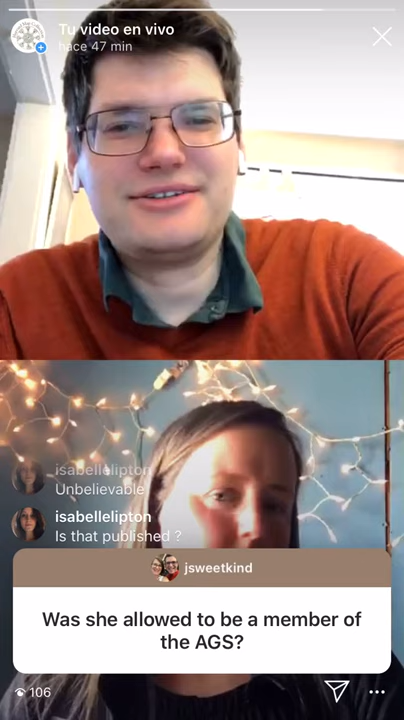 Tu video en vivo
hace 47 min
isabellelipton
Unbelievable
isabellelipton
Is that published ?
jsweetkind
Was she allowed to be a member of
the AGS?
106